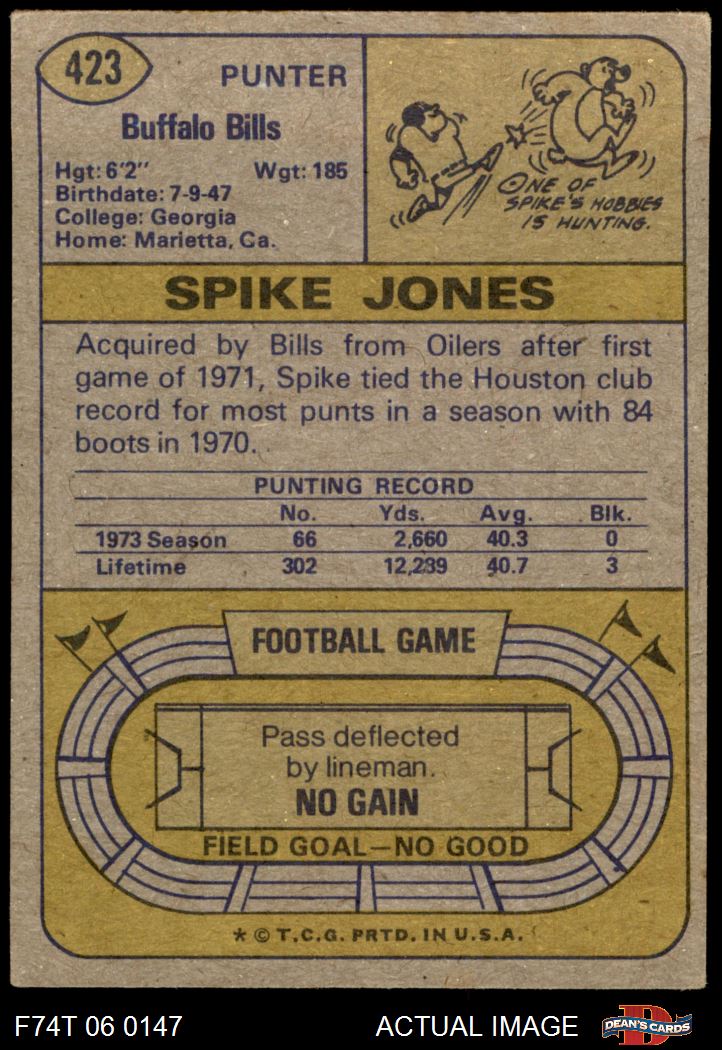 423
PUNTER
Buffalo Bills
Hgt: 6'2" Wgt: 185
Birthdate: 7-9-47
College: Georgia
Home: Marietta, Ca.
ONE OF
SPIKE'S HOBBIES
IS HUNTING.
SPIKE JONES
Acquired by Bills from Oilers after first
game of 1971, Spike tied the Houston club
record for most punts in a season with 84
boots in 1970.
PUNTING RECORD
No. Yds. Avg. Blk.
1973 Season 66 2,660 40.3 0
Lifetime 302 12,289 40.7 3
FOOTBALL GAME
Pass deflected
by lineman.
NO GAIN
FIELD GOAL—NO GOOD
* © T.C.G. PRTD. IN U.S.A.
F74T 06 0147 ACTUAL IMAGE
D
DEAN'S CARDS